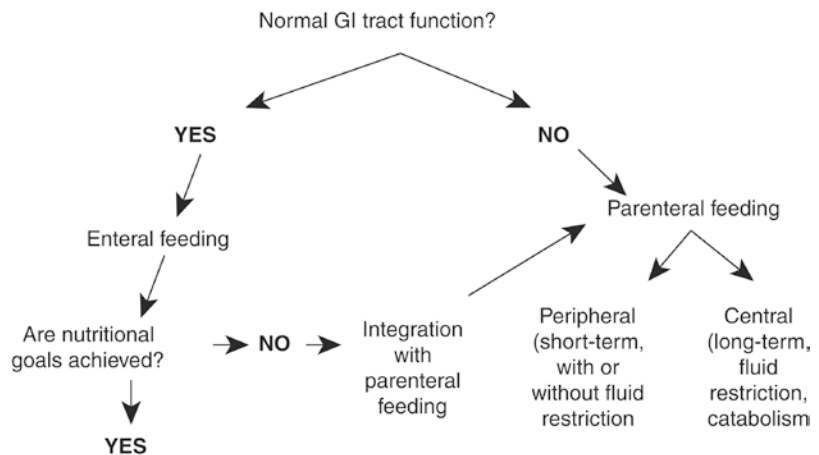 Normal GI tract function?
YES
NO
Parenteral feeding
Enteral feeding
Are nutritional
goals achieved?
NO
Integration
with
parenteral
feeding
Peripheral
(short-term,
with or
without fluid
restriction
Central
(long-term,
fluid
restriction,
catabolism
YES